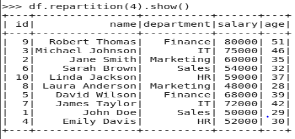 >>> df.repartition(4).show()
+---+---------------+----------+------+---+
| id|           name|department|salary|age|
+---+---------------+----------+------+---+
|  9|  Robert Thomas|   Finance| 80000| 51|
|  3|Michael Johnson|        IT| 75000| 46|
|  2|     Jane Smith| Marketing| 60000| 35|
|  6|    Sarah Brown|     Sales| 54000| 32|
| 10|  Linda Jackson|        HR| 59000| 37|
|  8| Laura Anderson| Marketing| 48000| 28|
|  5|   David Wilson|   Finance| 68000| 39|
|  7|   James Taylor|        IT| 72000| 42|
|  1|       John Doe|     Sales| 50000| 29|
|  4|    Emily Davis|        HR| 52000| 30|
+---+---------------+----------+------+---+